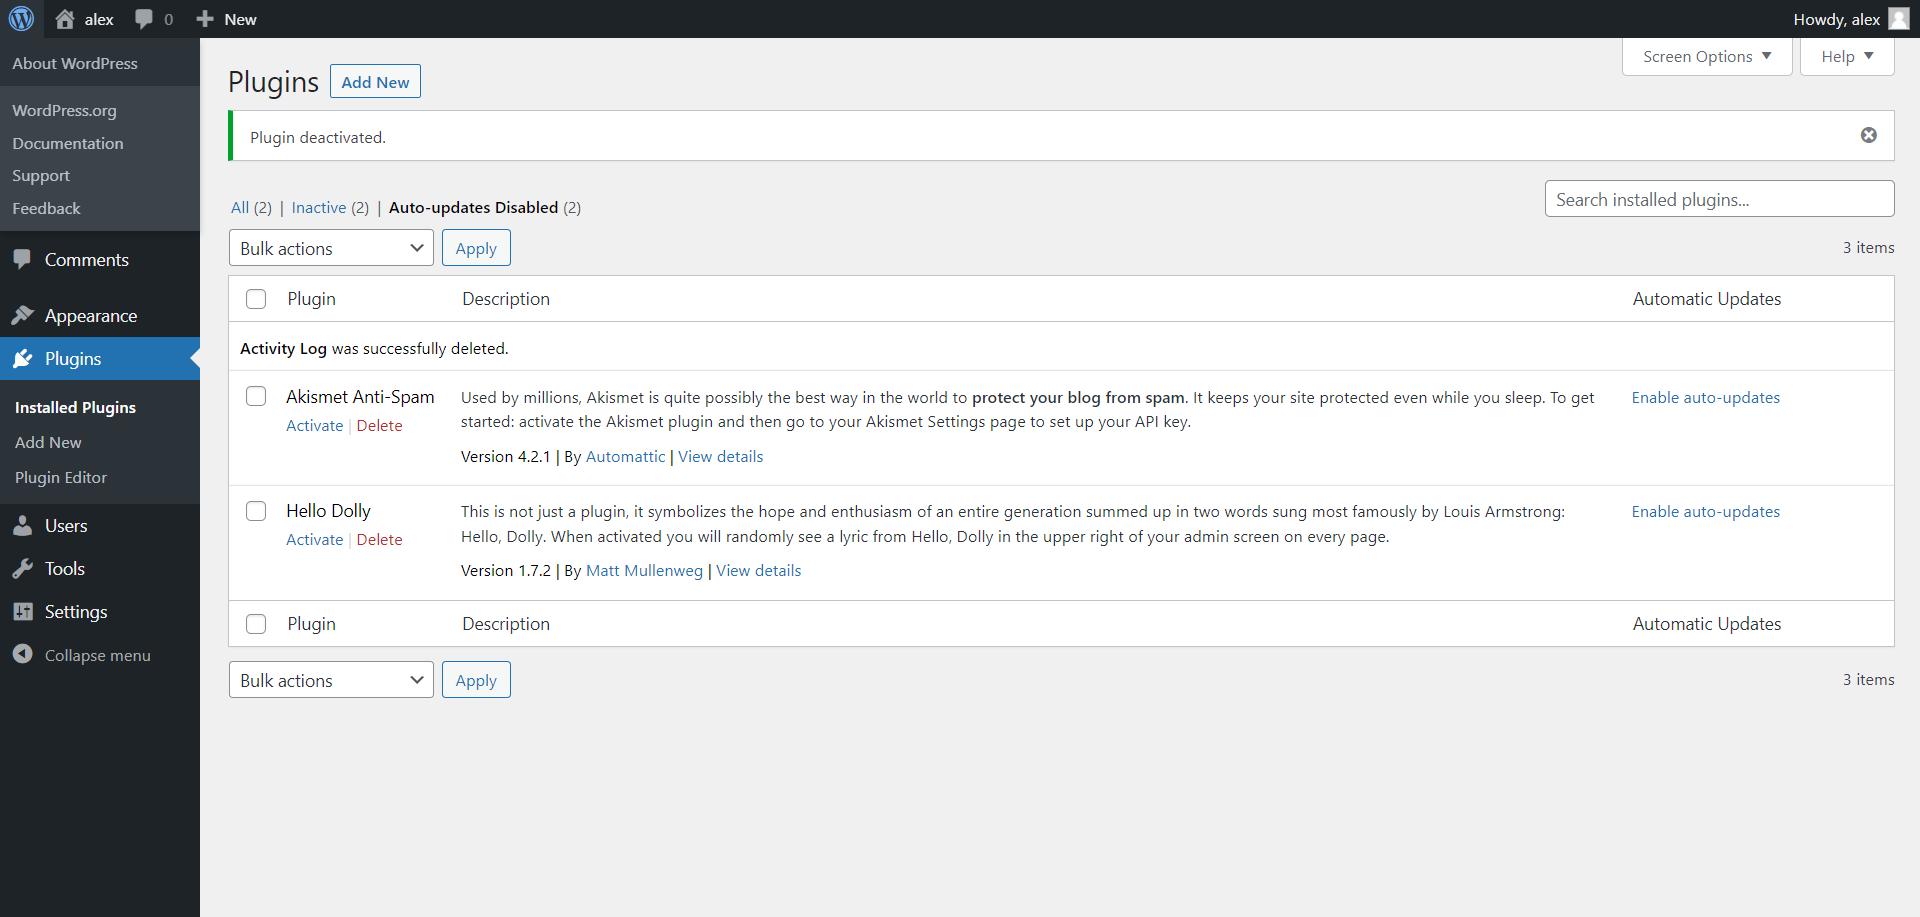 alex
0
New
Howdy, alex
About WordPress
WordPress.org
Documentation
Support
Feedback
Comments
Appearance
Plugins
Installed Plugins
Add New
Plugin Editor
Users
Tools
Settings
Collapse menu
Screen Options
Help
Plugins
Add New
Plugin deactivated.
All (2) | Inactive (2) | Auto-updates Disabled (2)
Search installed plugins...
Bulk actions
Apply
3 items
Plugin Description Automatic Updates
Activity Log was successfully deleted.
Akismet Anti-Spam
Activate | Delete
Used by millions, Akismet is quite possibly the best way in the world to protect your blog from spam. It keeps your site protected even while you sleep. To get
started: activate the Akismet plugin and then go to your Akismet Settings page to set up your API key.
Version 4.2.1 | By Automattic | View details
Enable auto-updates
Hello Dolly
Activate | Delete
This is not just a plugin, it symbolizes the hope and enthusiasm of an entire generation summed up in two words sung most famously by Louis Armstrong:
Hello, Dolly. When activated you will randomly see a lyric from Hello, Dolly in the upper right of your admin screen on every page.
Version 1.7.2 | By Matt Mullenweg | View details
Enable auto-updates
Plugin Description Automatic Updates
Bulk actions
Apply
3 items